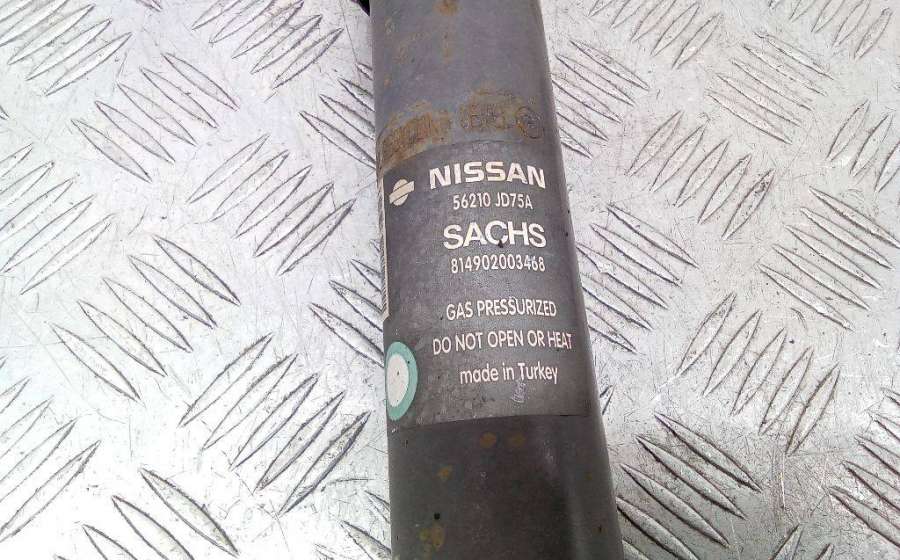 NISSAN
56210 JD75A
SACHS
814902003468
GAS PRESSURIZED
DO NOT OPEN OR HEAT
made in Turkey